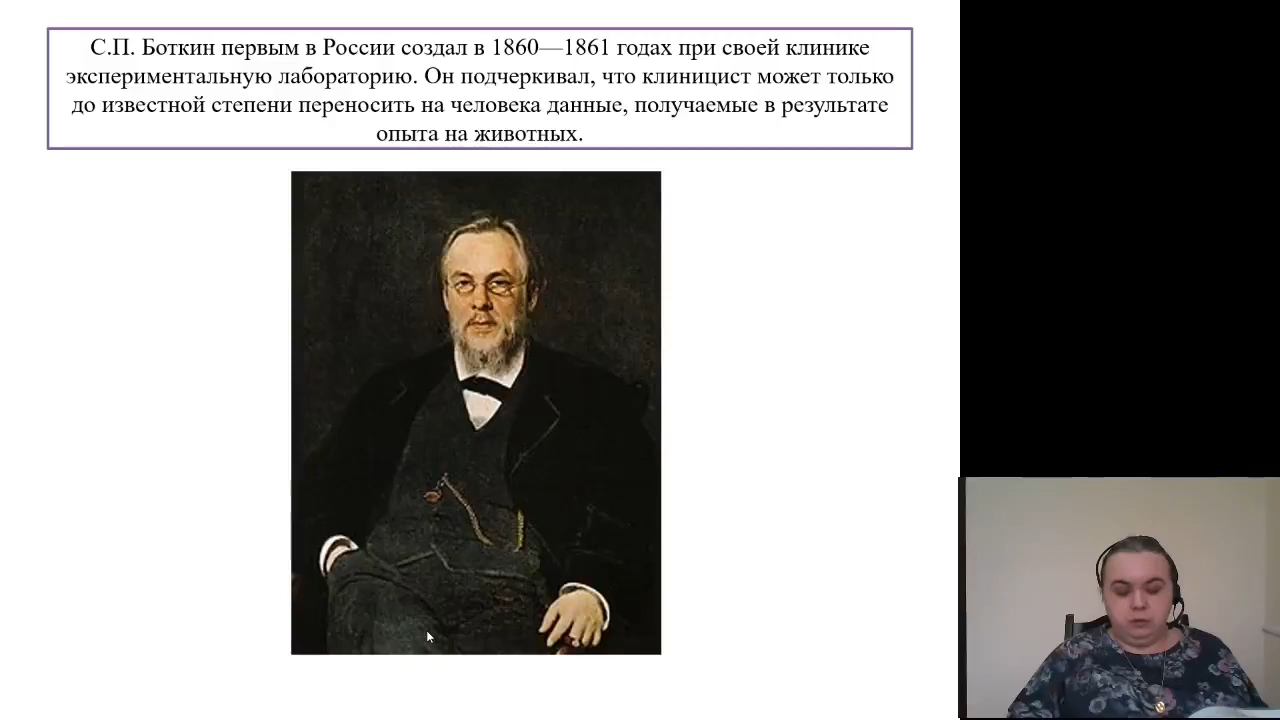 С.П. Боткин первым в России создал в 1860—1861 годах при своей клинике
экспериментальную лабораторию. Он подчеркивал, что клиницист может только
до известной степени переносить на человека данные, получаемые в результате
опыта на животных.